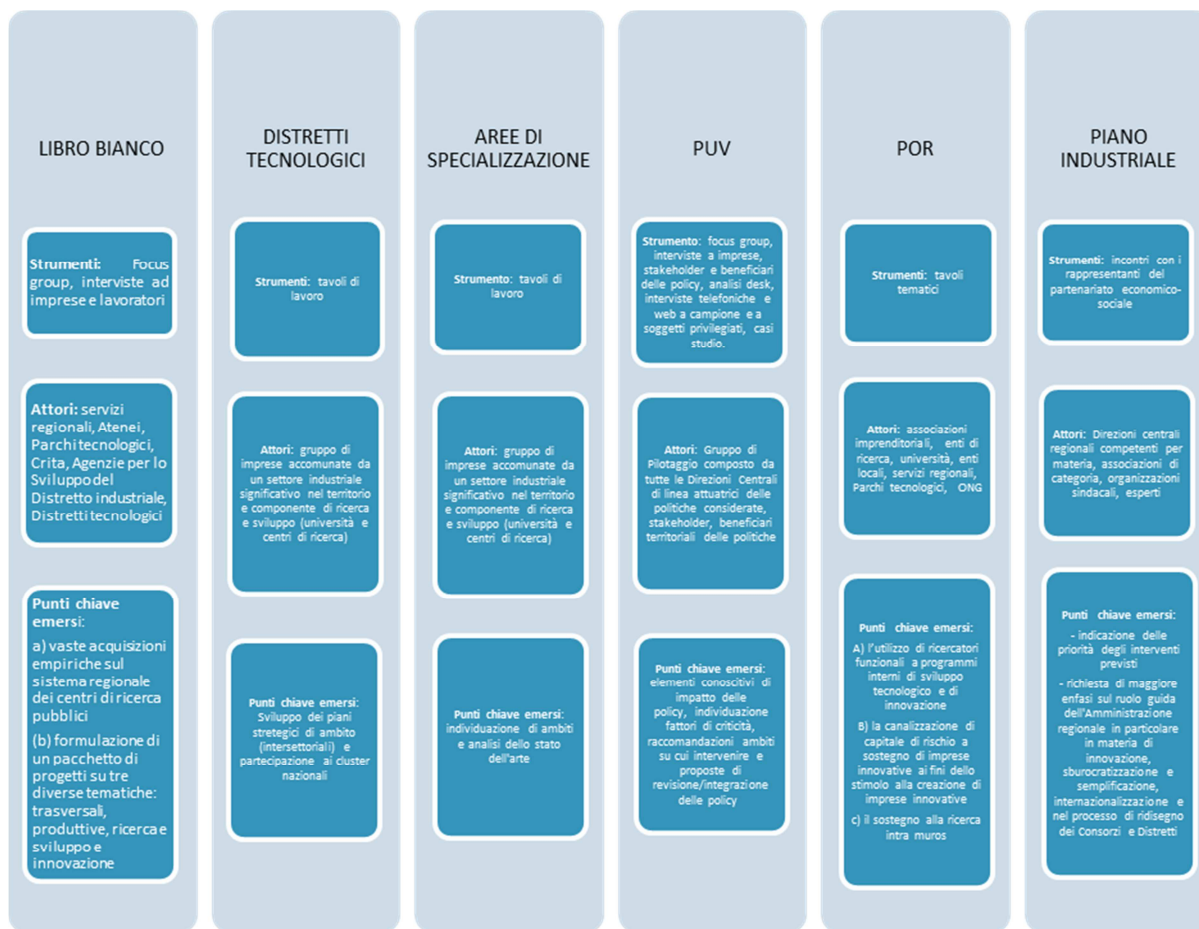 LIBRO BIANCO
Strumenti: Focus
group, interviste ad
imprese e lavoratori
Attori: servizi
regionali, Atenei,
Parchi tecnologici,
Crita, Agenzie per lo
Sviluppo del
Distretto industriale,
Distretti tecnologici
Punti chiave
emersi:
a) vaste acquisizioni
empiriche sul
sistema regionale
dei centri di ricerca
pubblici
(b) formulazione di
un pacchetto di
progetti su tre
diverse tematiche:
trasversali,
produttive, ricerca e
sviluppo e
innovazione
DISTRETTI
TECNOLOGICI
Strumenti: tavoli di
lavoro
Attori: gruppo di
imprese accomunate da
un settore industriale
significativo nel territorio
e componente di ricerca
e sviluppo (università e
centri di ricerca)
Punti chiave emersi:
Sviluppo dei piani
stretegici di ambito
(intersettoriali) e
partecipazione ai cluster
nazionali
AREE DI
SPECIALIZZAZIONE
Strumento: tavoli di
lavoro
Attori: gruppo di
imprese accomunate da
un settore industriale
significativo nel territorio
e componente di ricerca
e sviluppo (università e
centri di ricerca)
Punti chiave emersi:
individuazione di ambiti
e analisi dello stato
dell'arte
PUV
Strumento: focus group,
interviste a imprese,
stakeholder e beneficiari
delle policy, analisi desk,
interviste telefoniche e
web a campione e a
soggetti privilegiati, casi
studio.
Attori: Gruppo di
Pilotaggio composto da
tutte le Direzioni Centrali
di linea attuatrici delle
politiche considerate,
stakeholder, beneficiari
territoriali delle politiche
Punti chiave emersi:
elementi conoscitivi di
impatto delle
policy, individuazione
fattori di criticità,
raccomandazioni ambiti
su cui intervenire e
proposte di
revisione/integrazione
delle policy
POR
Strumenti: tavoli
tematici
Attori: associazioni
imprenditoriali, enti di
ricerca, università, enti
locali, servizi regionali,
Parchi tecnologici, ONG
Punti chiave emersi:
A) l'utilizzo di ricercatori
funzionali a programmi
interni di sviluppo
tecnologico e di
innovazione
B) la canalizzazione di
capitale di rischio a
sostegno di imprese
innovative ai fini dello
stimolo alla creazione di
imprese innovative
c) il sostegno alla ricerca
intra muros
PIANO
INDUSTRIALE
Strumenti: incontri con i
rappresentanti del
partenariato economico-
sociale
Attori: Direzioni centrali
regionali competenti per
materia, associazioni di
categoria, organizzazioni
sindacali, esperti
Punti chiave emersi:
- indicazione delle
priorità degli interventi
previsti
- richiesta di maggiore
enfasi sul ruolo guida
dell'Amministrazione
regionale in particolare
in materia di
innovazione,
sburocratizzazione e
semplificazione,
internazionalizzazione e
nel processo di ridisegno
dei Consorzi e Distretti